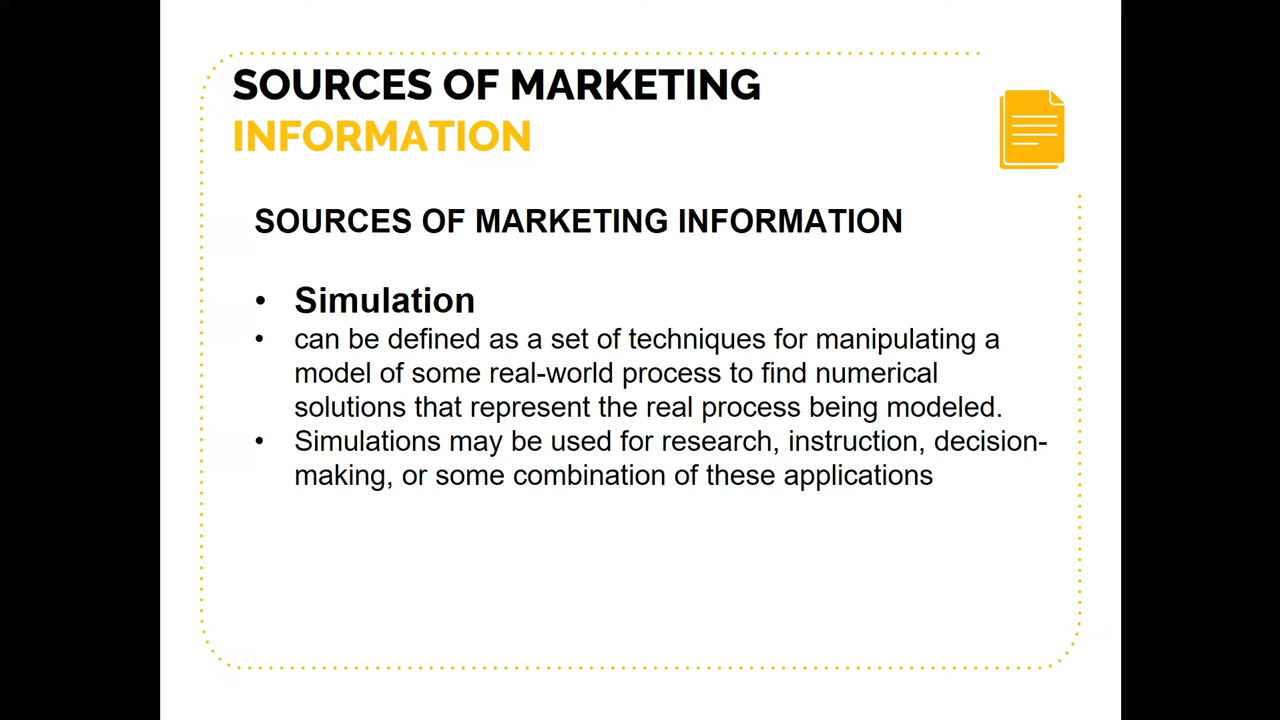 SOURCES OF MARKETING
INFORMATION
SOURCES OF MARKETING INFORMATION
• Simulation
• can be defined as a set of techniques for manipulating a
model of some real-world process to find numerical
solutions that represent the real process being modeled.
• Simulations may be used for research, instruction, decision-
making, or some combination of these applications